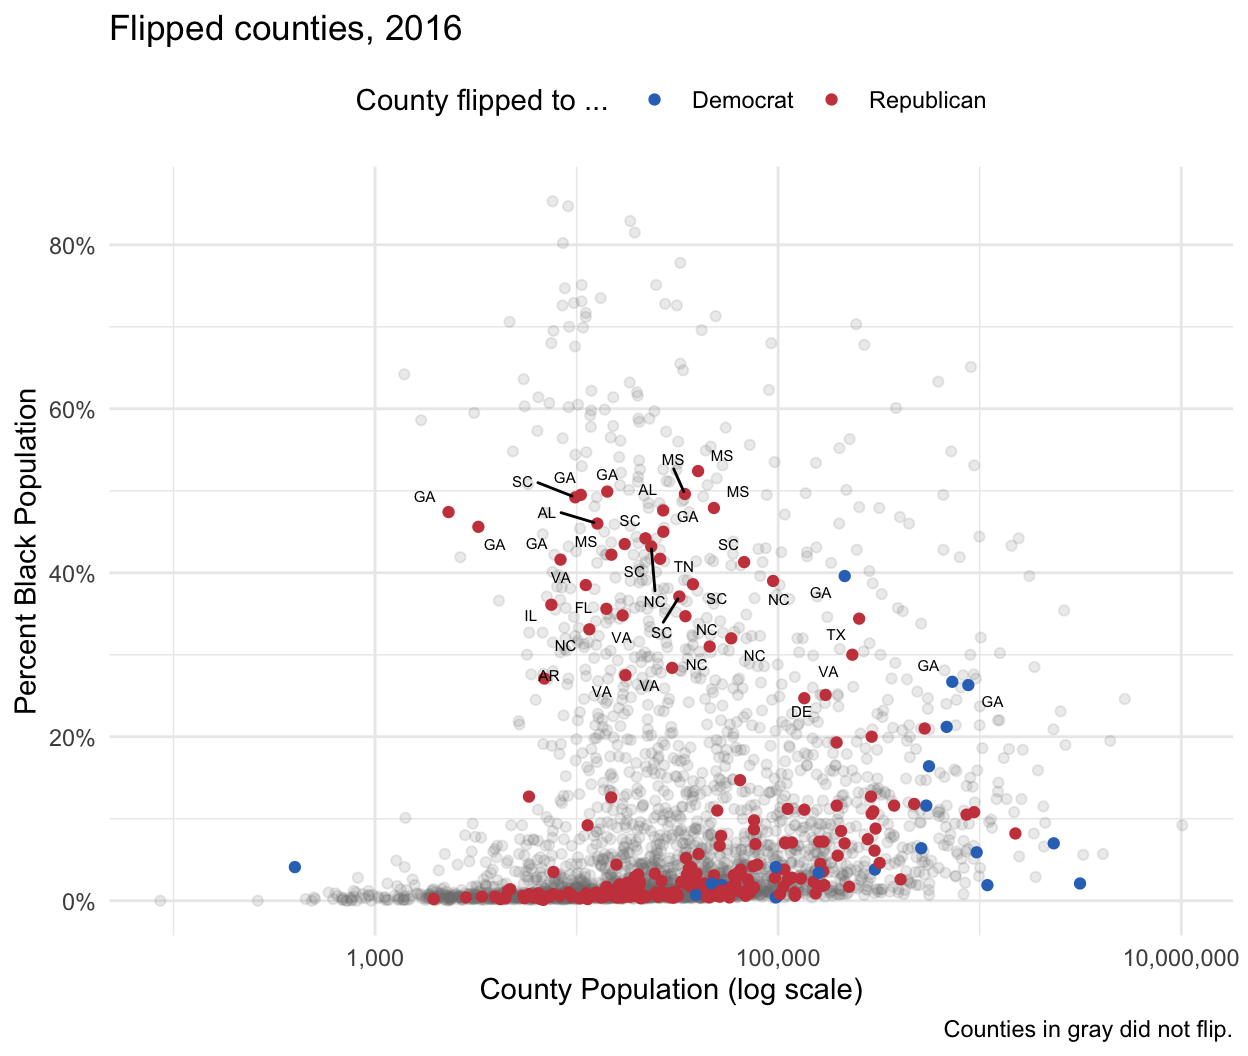 Flipped counties, 2016
County flipped to ... Democrat Republican
Percent Black Population
80%
60%
40%
20%
0%
MS MS
SC GA GA AL MS
GA
AL SC GA
GA GA MS SC
VA SC TN
IL FL NC SC NC GA
NC VA SC NC TX
NC
AR VA VA NC VA GA
DE GA
1,000 100,000 10,000,000
County Population (log scale)
Counties in gray did not flip.